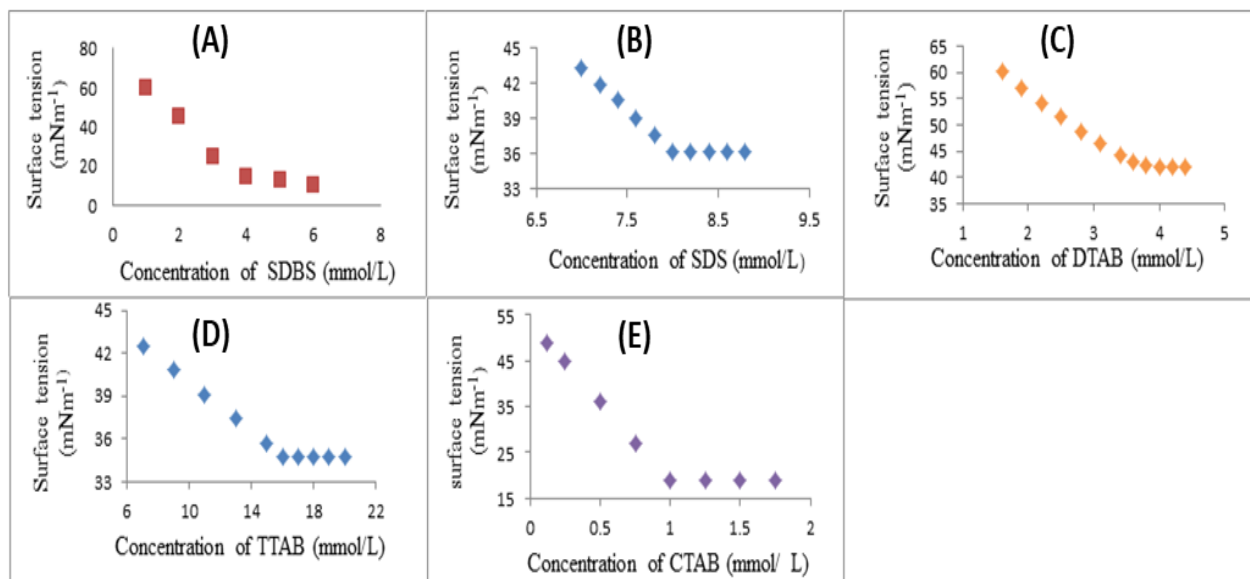 (A)
Surface tension
(mNm-1)
80
60
40
20
0
0 2 4 6 8
Concentration of SDBS (mmol/L)
(B)
Surface tension
(mNm-1)
45
42
39
36
33
6.5 7.5 8.5 9.5
Concentration of SDS (mmol/L)
(C)
Surface tension
(mNm-1)
65
60
55
50
45
40
35
1 2 3 4 5
Concentration of DTAB (mmol/L)
(D)
Surface tension
(mNm-1)
45
42
39
36
33
6 10 14 18 22
Concentration of TTAB (mmol/L)
(E)
surface tension
(mNm-1)
55
45
35
25
15
0 0.5 1 1.5 2
Concentration of CTAB (mmol/ L)